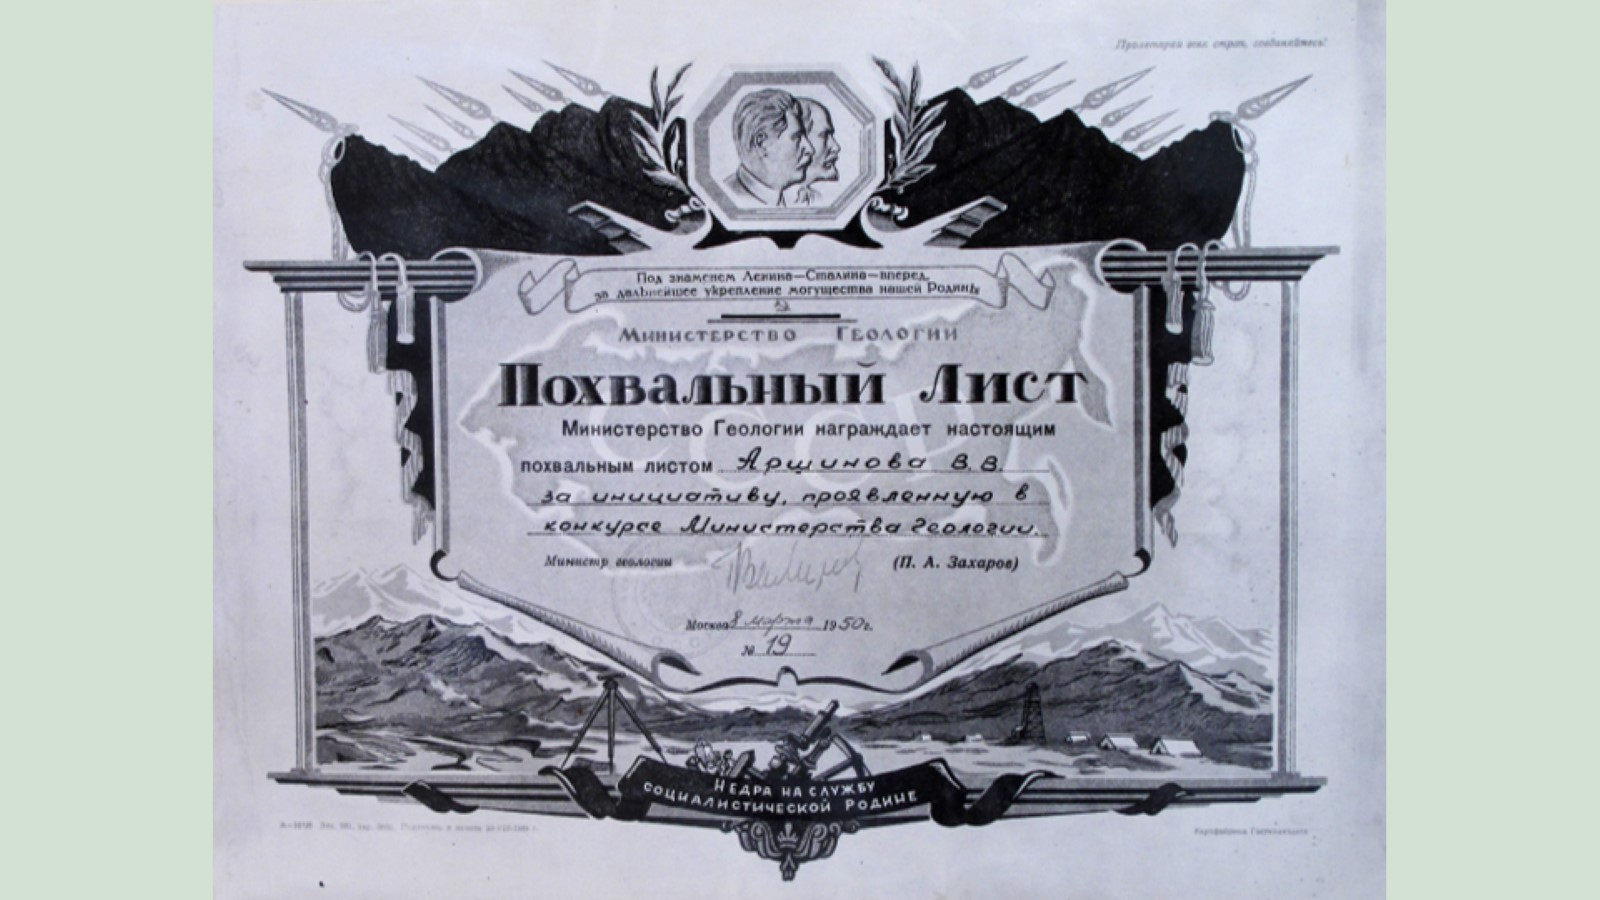 Пролетарии всех стран, соединяйтесь!
Под знаменем Ленина—Сталина—вперед,
за дальнейшее укрепление могущества нашей Родины
Министерство Геологии
Похвальный Лист
СССР
Министерство Геологии награждает настоящим
похвальным листом Аршинова В. В.
за инициативу, проявленную в
конкурсе Министерства геологии.
Министр геологии (П. А. Захаров)
Москва 8 марта 1950 г.
№ 19
Недра на службу
социалистической Родине